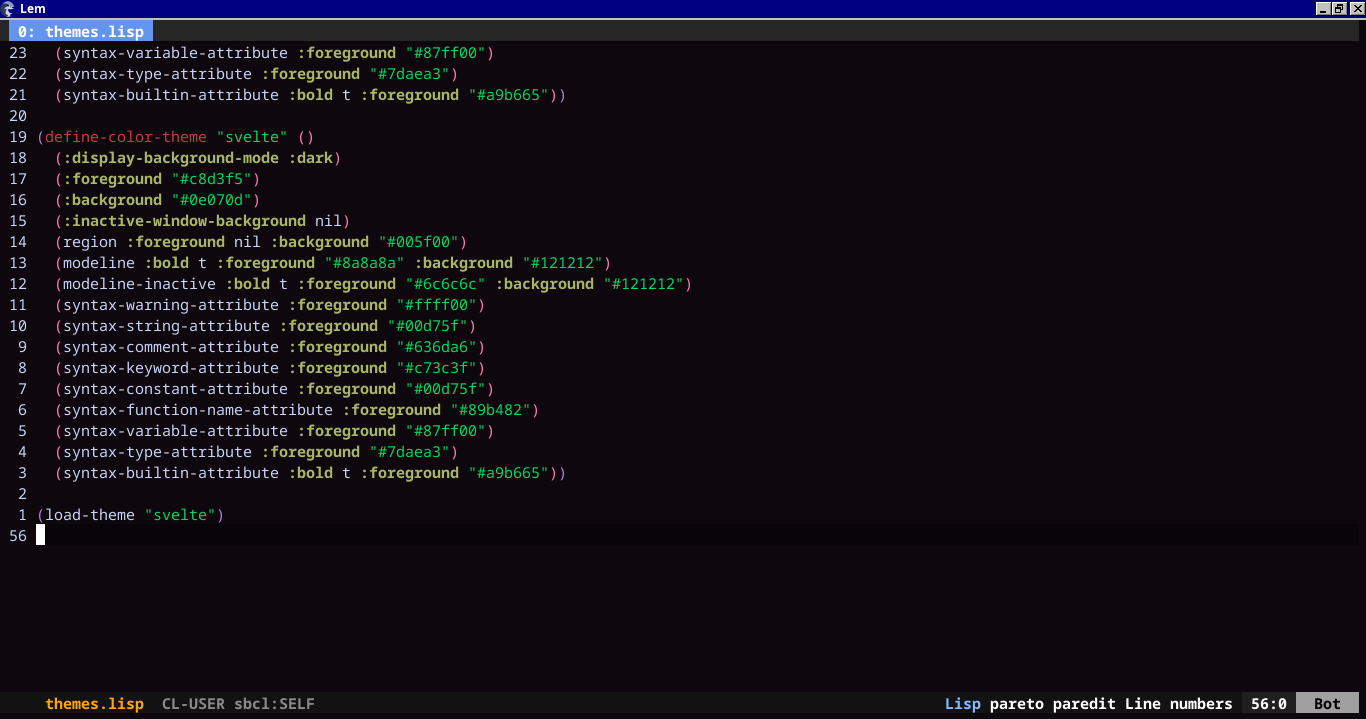 Lem
0: themes.lisp
23   (syntax-variable-attribute :foreground "#87ff00")
22   (syntax-type-attribute :foreground "#7daea3")
21   (syntax-builtin-attribute :bold t :foreground "#a9b665"))
20
19 (define-color-theme "svelte" ()
18   (:display-background-mode :dark)
17   (:foreground "#c8d3f5")
16   (:background "#0e070d")
15   (:inactive-window-background nil)
14   (region :foreground nil :background "#005f00")
13   (modeline :bold t :foreground "#8a8a8a" :background "#121212")
12   (modeline-inactive :bold t :foreground "#6c6c6c" :background "#121212")
11   (syntax-warning-attribute :foreground "#ffff00")
10   (syntax-string-attribute :foreground "#00d75f")
9   (syntax-comment-attribute :foreground "#636da6")
8   (syntax-keyword-attribute :foreground "#c73c3f")
7   (syntax-constant-attribute :foreground "#00d75f")
6   (syntax-function-name-attribute :foreground "#89b482")
5   (syntax-variable-attribute :foreground "#87ff00")
4   (syntax-type-attribute :foreground "#7daea3")
3   (syntax-builtin-attribute :bold t :foreground "#a9b665"))
2
1 (load-theme "svelte")
56
themes.lisp  CL-USER sbcl:SELF Lisp pareto paredit Line numbers 56:0 Bot